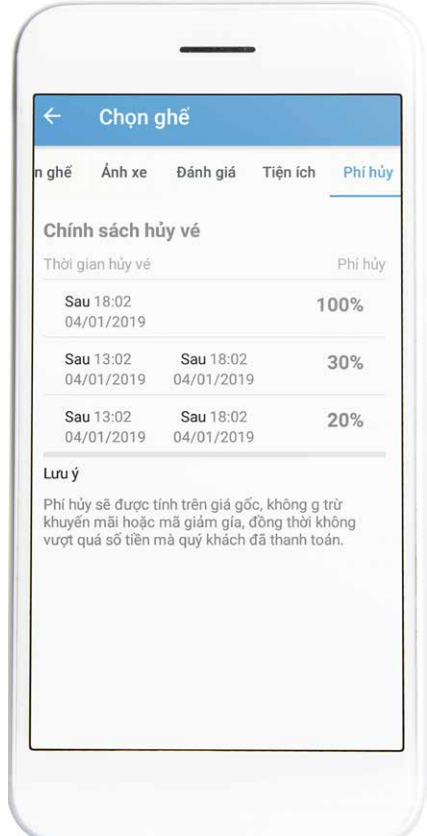 Chọn ghế
n ghế Ảnh xe Đánh giá Tiện ích Phí hủy
Chính sách hủy vé
Thời gian hủy vé Phí hủy
Sau 18:02 100%
04/01/2019
Sau 13:02 Sau 18:02 30%
04/01/2019 04/01/2019
Sau 13:02 Sau 18:02 20%
04/01/2019 04/01/2019
Lưu ý
Phí hủy sẽ được tính trên giá gốc, không g trừ
khuyến mãi hoặc mã giảm gía, đồng thời không
vượt quá số tiền mà quý khách đã thanh toán.